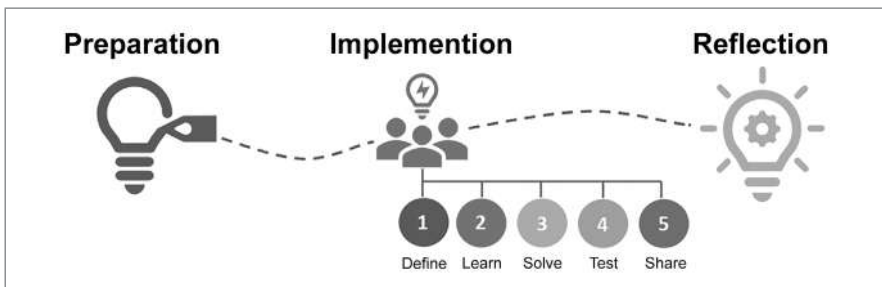 Preparation
Implemention
Reflection
1
2
3
4
5
Define
Learn
Solve
Test
Share